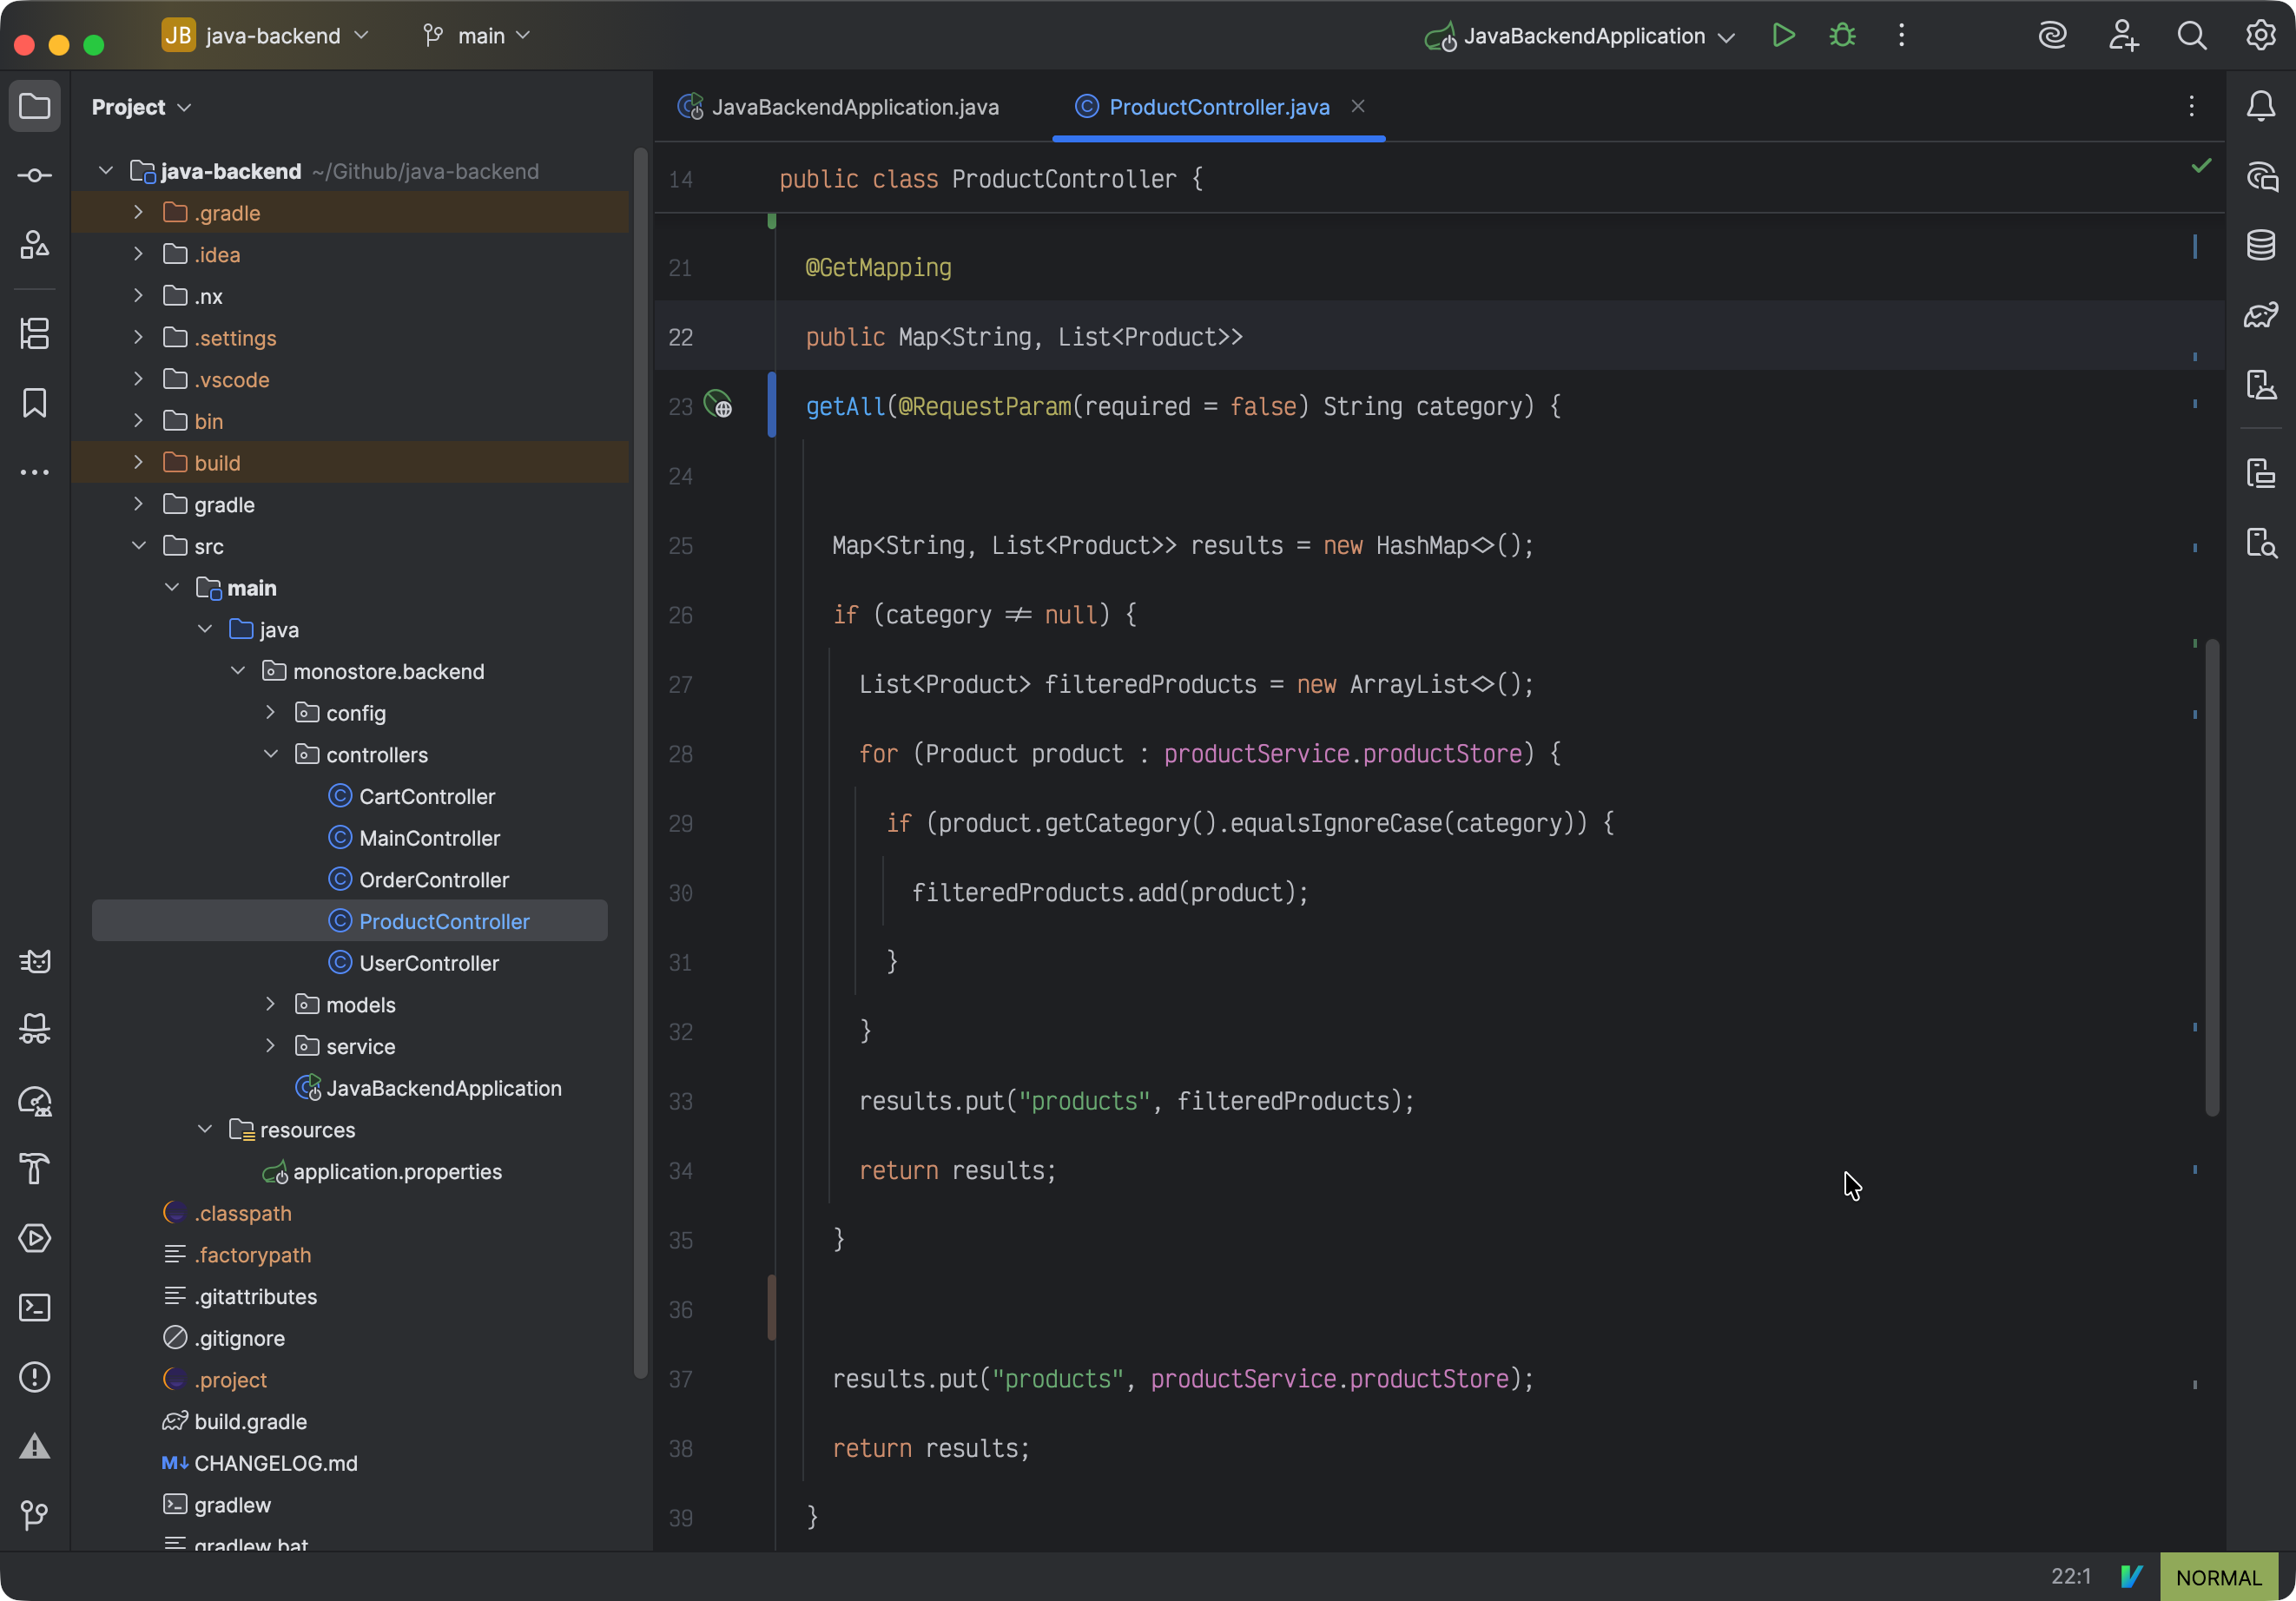 JB java-backend main JavaBackendApplication
Project
JavaBackendApplication.java ProductController.java
java-backend ~/Github/java-backend
.gradle
.idea
.nx
.settings
.vscode
bin
build
gradle
src
main
java
monostore.backend
config
controllers
CartController
MainController
OrderController
ProductController
UserController
models
service
JavaBackendApplication
resources
application.properties
.classpath
.factorypath
.gitattributes
.gitignore
.project
build.gradle
M↓ CHANGELOG.md
gradlew
gradlew.bat
14 public class ProductController {
21 @GetMapping
22 public Map<String, List<Product>>
23 getAll(@RequestParam(required = false) String category) {
24
25 Map<String, List<Product>> results = new HashMap<>();
26 if (category != null) {
27 List<Product> filteredProducts = new ArrayList<>();
28 for (Product product : productService.productStore) {
29 if (product.getCategory().equalsIgnoreCase(category)) {
30 filteredProducts.add(product);
31 }
32 }
33 results.put("products", filteredProducts);
34 return results;
35 }
36
37 results.put("products", productService.productStore);
38 return results;
39 }
22:1 NORMAL